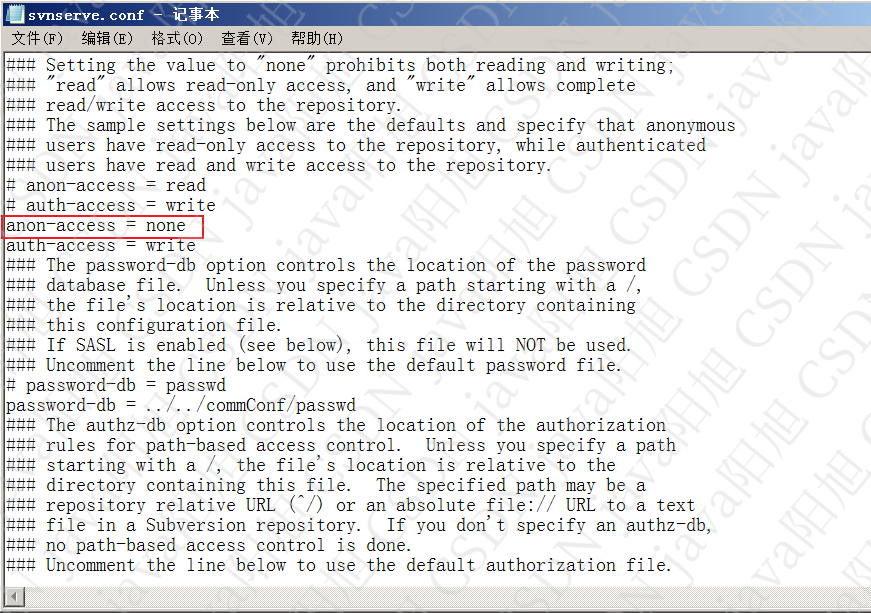 svnserve.conf - 记事本
文件(F) 编辑(E) 格式(O) 查看(V) 帮助(H)
### Setting the value to "none" prohibits both reading and writing;
### "read" allows read-only access, and "write" allows complete
### read/write access to the repository.
### The sample settings below are the defaults and specify that anonymous
### users have read-only access to the repository, while authenticated
### users have read and write access to the repository.
# anon-access = read
# auth-access = write
anon-access = none
auth-access = write
### The password-db option controls the location of the password
### database file.  Unless you specify a path starting with a /,
### the file's location is relative to the directory containing
### this configuration file.
### If SASL is enabled (see below), this file will NOT be used.
### Uncomment the line below to use the default password file.
# password-db = passwd
password-db = ../../commConf/passwd
### The authz-db option controls the location of the authorization
### rules for path-based access control.  Unless you specify a path
### starting with a /, the file's location is relative to the
### directory containing this file.  The specified path may be a
### repository relative URL (^/) or an absolute file:// URL to a text
### file in a Subversion repository.  If you don't specify an authz-db,
### no path-based access control is done.
### Uncomment the line below to use the default authorization file.
CSDN java阳旭